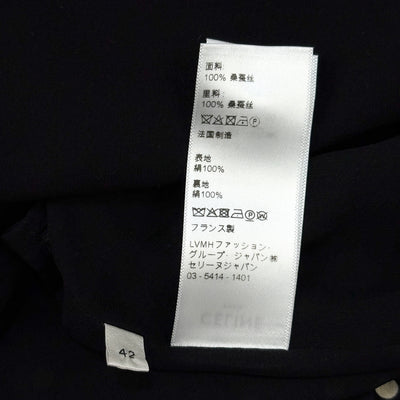 面料:
100% 桑蚕丝
里料:
100% 桑蚕丝
法国制造
表地
絹100%
裏地
絹100%
フランス製
LVMHファッション・
グループ・ジャパン㈱
セリーヌジャパン
03 - 5414 - 1401
CELINE
42